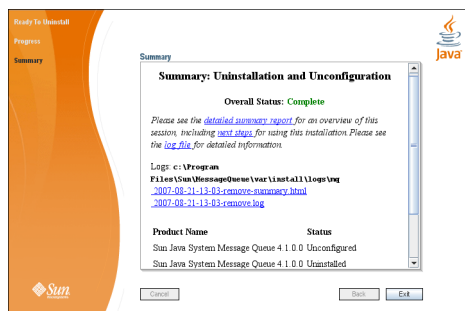 Ready To Uninstall
Progress
Summary
Java
Summary
Summary: Uninstallation and Unconfiguration
Overall Status: Complete
Please see the detailed summary report for an overview of this
session, including next steps for using this installation. Please see
the log file for detailed information.
Logs: c:\Program
Files\Sun\MessageQueue\var\install\logs\mq
2007-08-21-13-03-remove-summary.html
2007-08-21-13-03-remove.log
Product Name Status
Sun Java System Message Queue 4.1.0.0 Unconfigured
Sun Java System Message Queue 4.1.0.0 Uninstalled
Sun
Cancel Back Exit